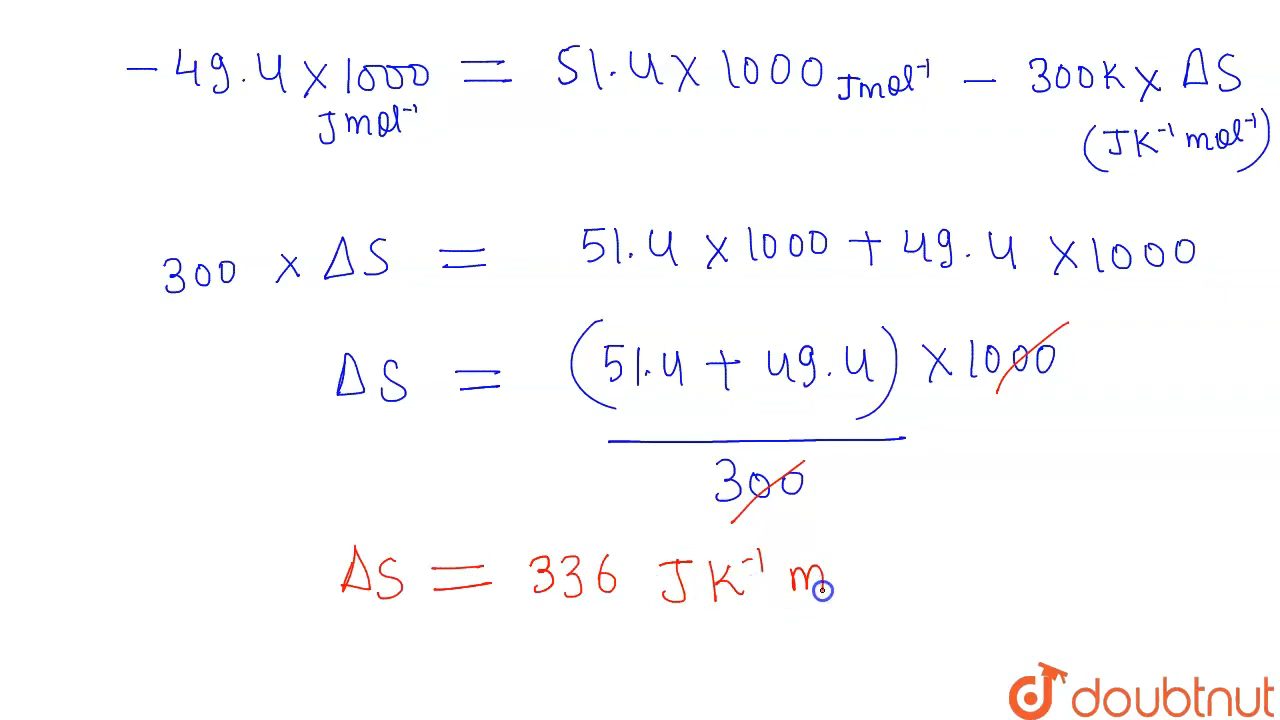 - 49.4 × 1000 = 51.4 × 1000 Jmol⁻¹ - 300K × ΔS
Jmol⁻¹ (JK⁻¹ mol⁻¹)
300 × ΔS = 51.4 × 1000 + 49.4 × 1000
ΔS = (51.4 + 49.4) × 1000
300
ΔS = 336 JK⁻¹ m
doubtnut